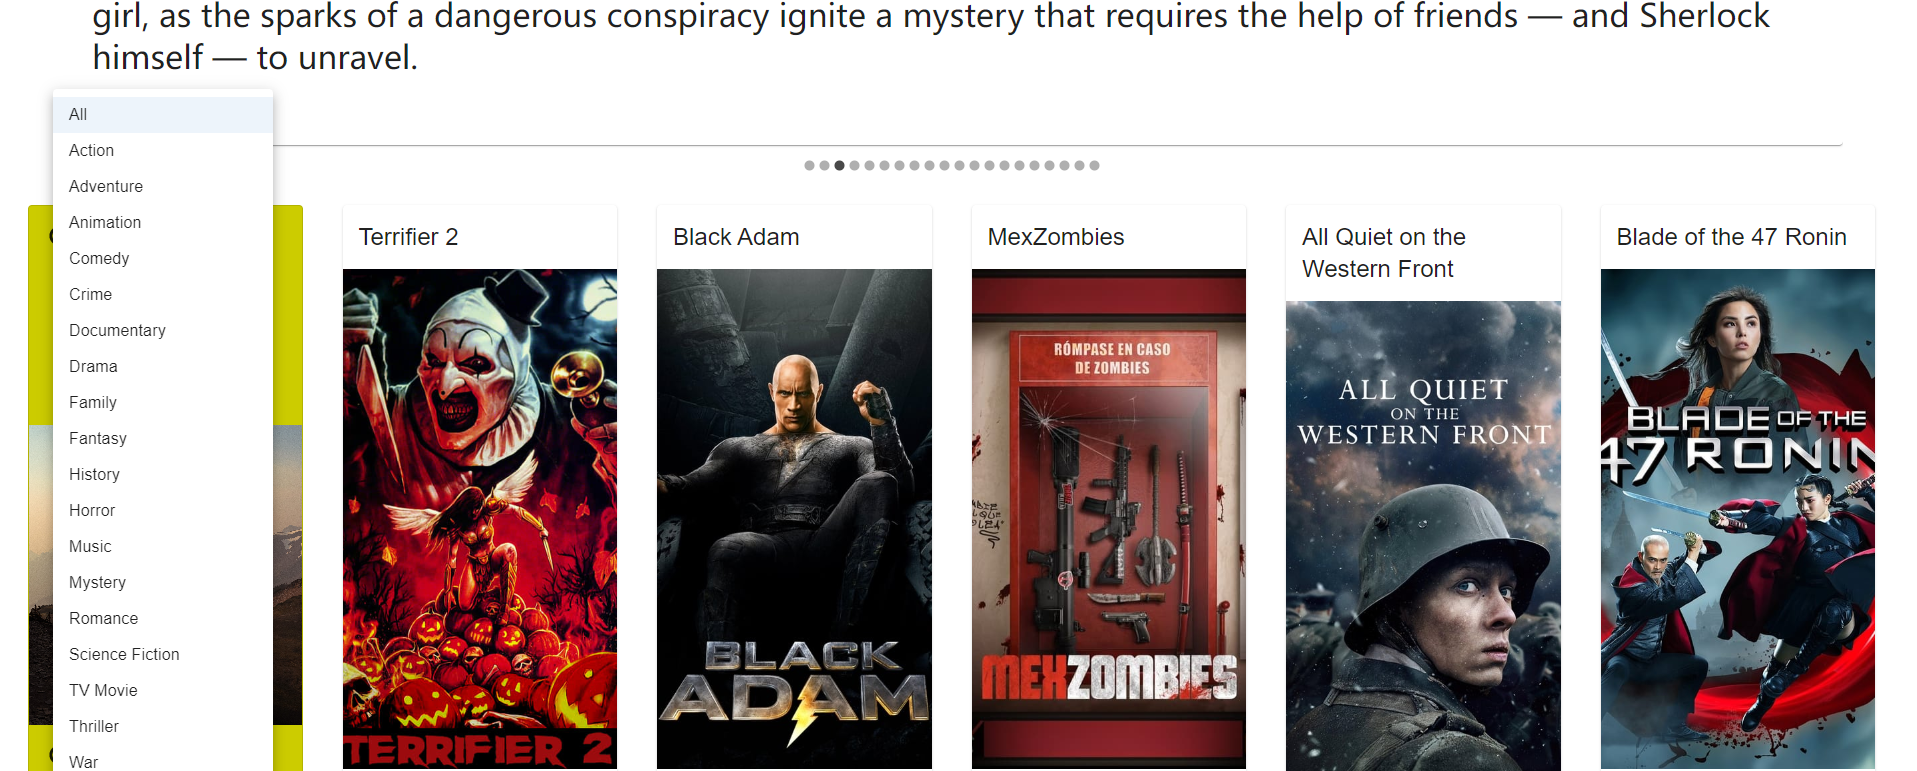 girl, as the sparks of a dangerous conspiracy ignite a mystery that requires the help of friends — and Sherlock
himself — to unravel.
All
Action
Adventure
Animation
Comedy
Crime
Documentary
Drama
Family
Fantasy
History
Horror
Music
Mystery
Romance
Science Fiction
TV Movie
Thriller
War
Terrifier 2
TERRIFIER 2
Black Adam
BLACK
ADAM
MexZombies
RÓMPASE EN CASO
DE ZOMBIES
MEXZOMBIES
All Quiet on the
Western Front
ALL QUIET
ON THE
WESTERN FRONT
Blade of the 47 Ronin
BLADE OF THE
47 RONIN